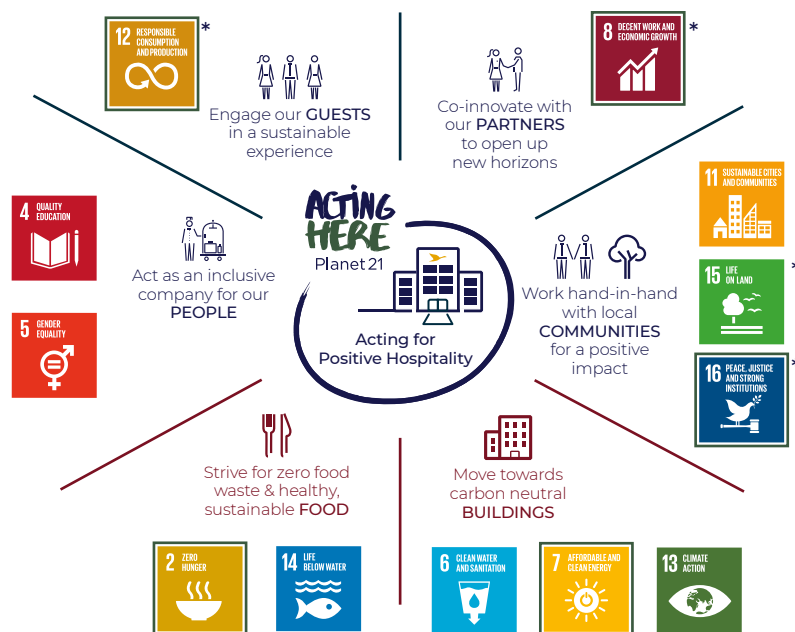 12 RESPONSIBLE
CONSUMPTION
AND PRODUCTION
*
Engage our GUESTS
in a sustainable
experience
8 DECENT WORK AND
ECONOMIC GROWTH
*
Co-innovate with
our PARTNERS
to open up
new horizons
4 QUALITY
EDUCATION
5 GENDER
EQUALITY
Act as an inclusive
company for our
PEOPLE
ACTING
HERE
Planet 21
Acting for
Positive Hospitality
Work hand-in-hand
with local
COMMUNITIES
for a positive
impact
11 SUSTAINABLE CITIES
AND COMMUNITIES
15 LIFE
ON LAND
*
16 PEACE, JUSTICE
AND STRONG
INSTITUTIONS
*
Strive for zero food
waste & healthy,
sustainable FOOD
2 ZERO
HUNGER
14 LIFE
BELOW WATER
Move towards
carbon neutral
BUILDINGS
6 CLEAN WATER
AND SANITATION
7 AFFORDABLE AND
CLEAN ENERGY
13 CLIMATE
ACTION